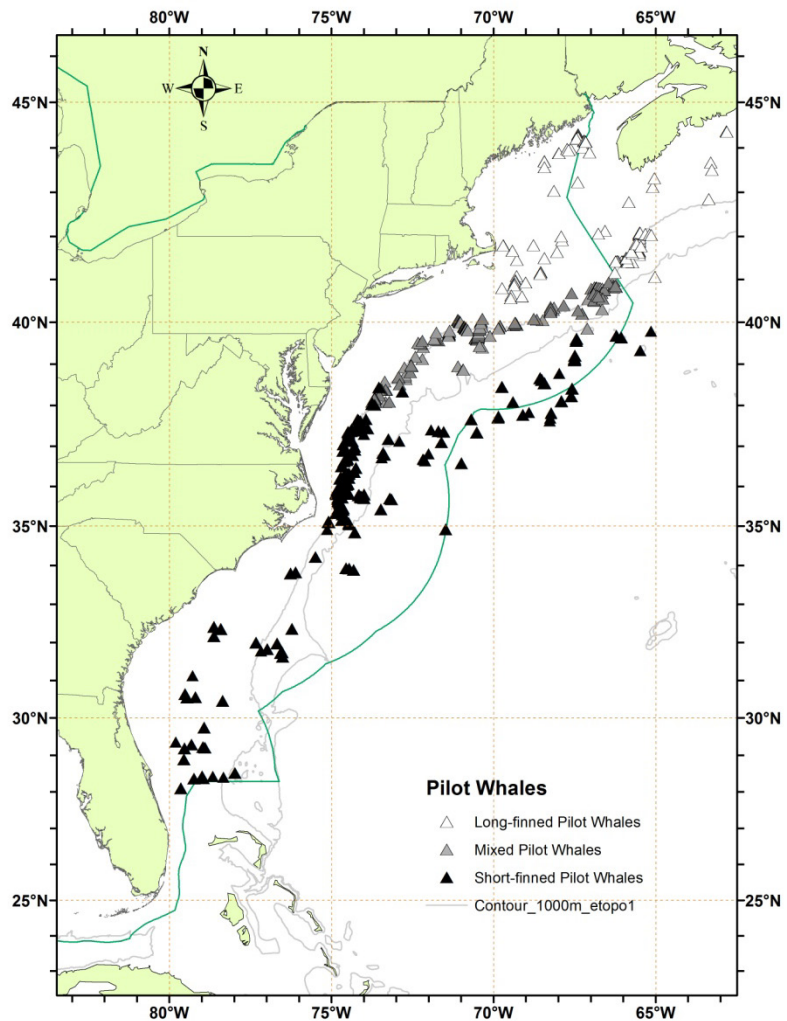 80°W 75°W 70°W 65°W
N
W E
S
45°N 45°N
40°N 40°N
35°N 35°N
30°N 30°N
25°N 25°N
Pilot Whales
Long-finned Pilot Whales
Mixed Pilot Whales
Short-finned Pilot Whales
Contour_1000m_etopo1
80°W 75°W 70°W 65°W